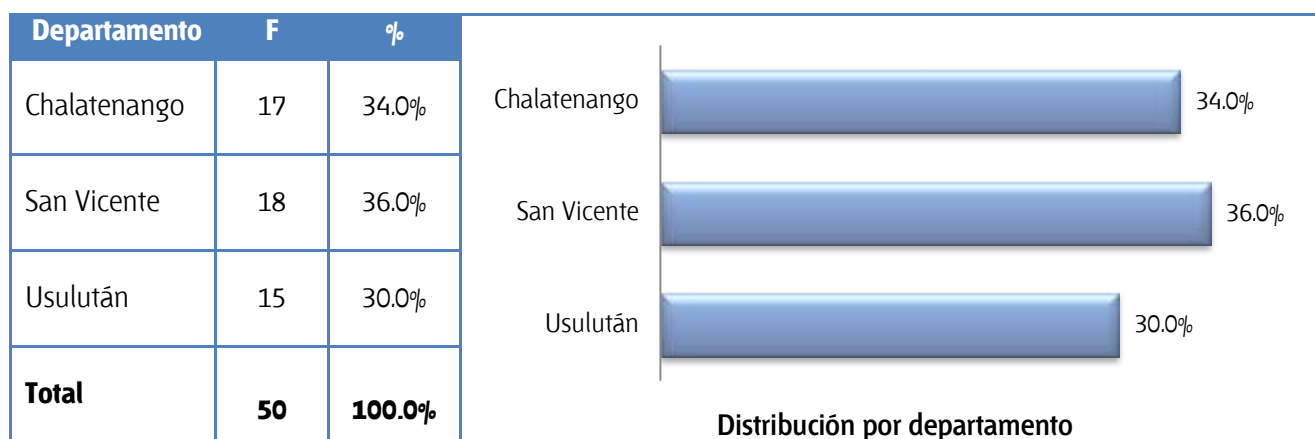 Departamento F %
Chalatenango 17 34.0%
San Vicente 18 36.0%
Usulután 15 30.0%
Total 50 100.0%
Chalatenango 34.0%
San Vicente 36.0%
Usulután 30.0%
Distribución por departamento